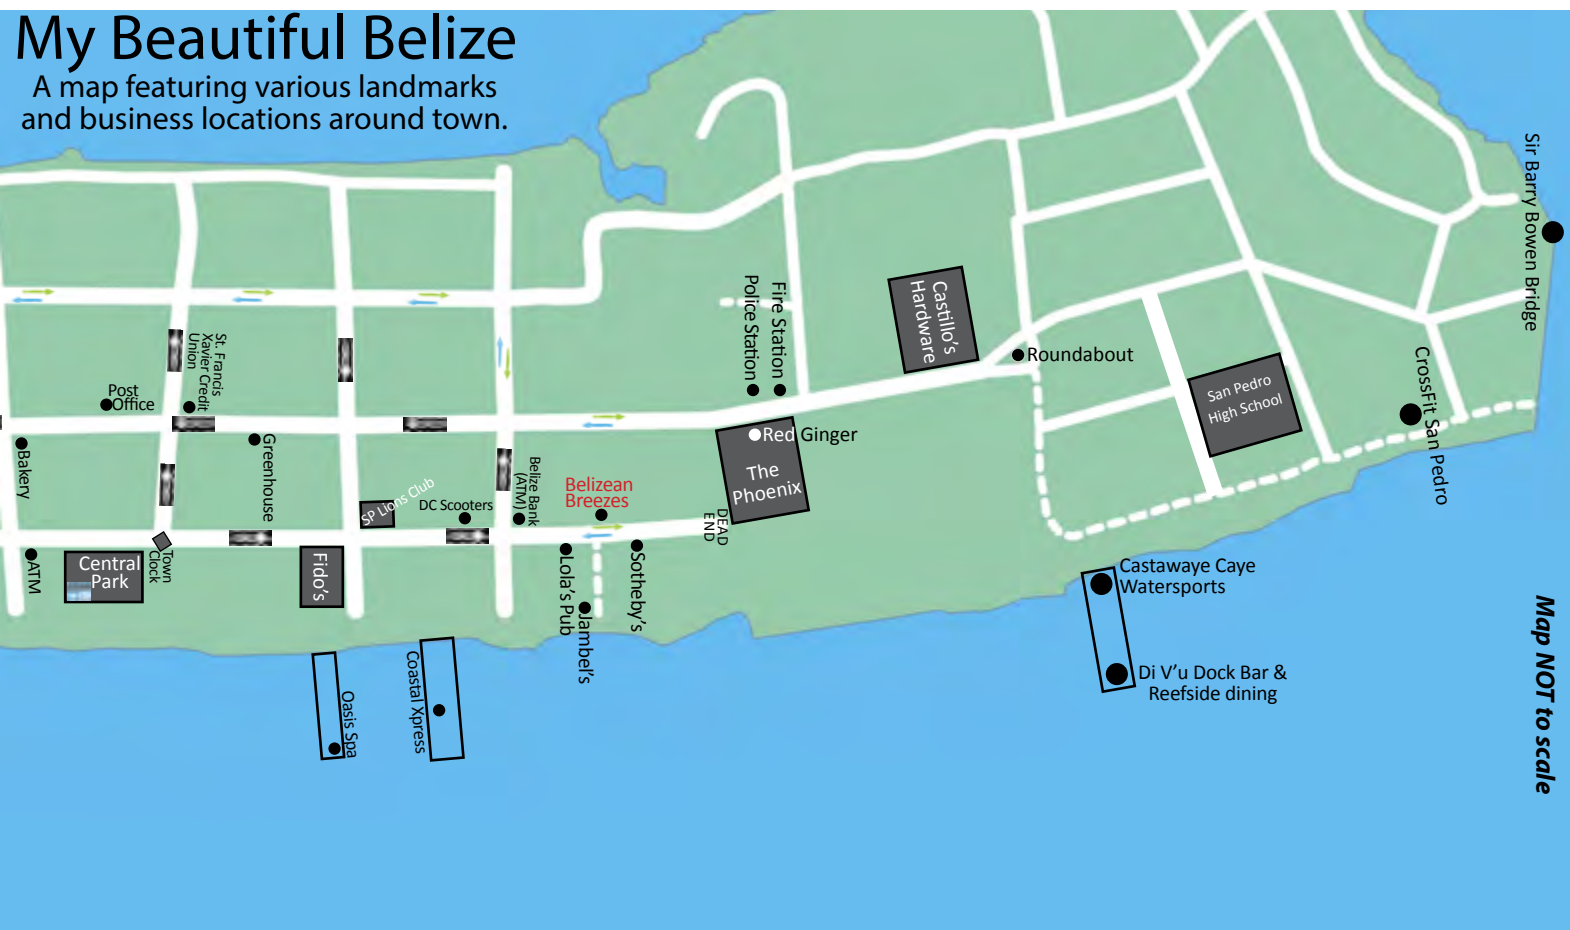 My Beautiful Belize
A map featuring various landmarks
and business locations around town.
Sir Barry Bowen Bridge
Police Station
Fire Station
Castillo's
Hardware
Roundabout
St. Francis
Xavier Credit
Union
Post
Office
San Pedro
High School
CrossFit San Pedro
Bakery
Greenhouse
Red Ginger
The
Phoenix
SP Lions Club
DC Scooters
Belize Bank
(ATM)
Belizean
Breezes
DEAD
END
ATM
Central
Park
Town
Clock
Fido's
Lola's Pub
Jambel's
Sotheby's
Castawaye Caye
Watersports
Di V'u Dock Bar &
Reefside dining
Oasis Spa
Coastal Xpress
Map NOT to scale